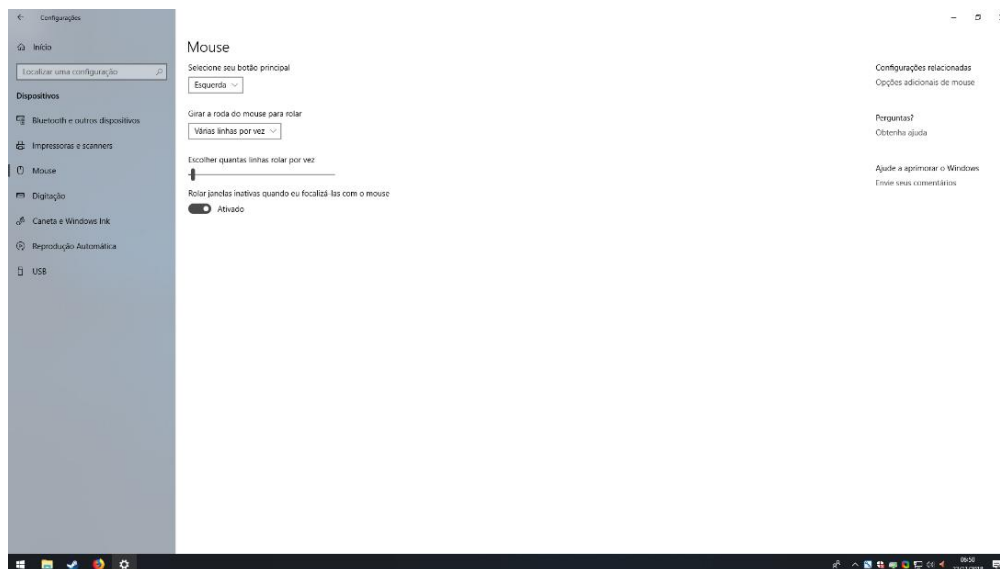 Configurações
Início
Localizar uma configuração
Dispositivos
Bluetooth e outros dispositivos
Impressoras e scanners
Mouse
Digitação
Caneta e Windows Ink
Reprodução Automática
USB
Mouse
Selecione seu botão principal
Esquerda
Girar a roda do mouse para rolar
Várias linhas por vez
Escolher quantas linhas rolar por vez
Rolar janelas inativas quando eu focalizá-las com o mouse
Ativado
Configurações relacionadas
Opções adicionais de mouse
Perguntas?
Obtenha ajuda
Ajude a aprimorar o Windows
Envie seus comentários